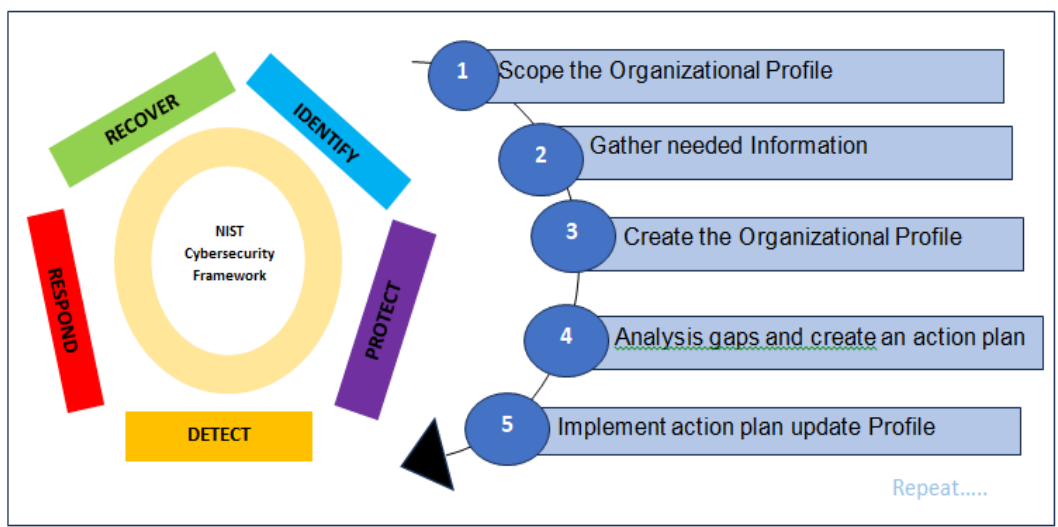 RECOVER
IDENTIFY
NIST
Cybersecurity
Framework
RESPOND
PROTECT
DETECT
1 Scope the Organizational Profile
2 Gather needed Information
3 Create the Organizational Profile
4 Analysis gaps and create an action plan
5 Implement action plan update Profile
Repeat.....